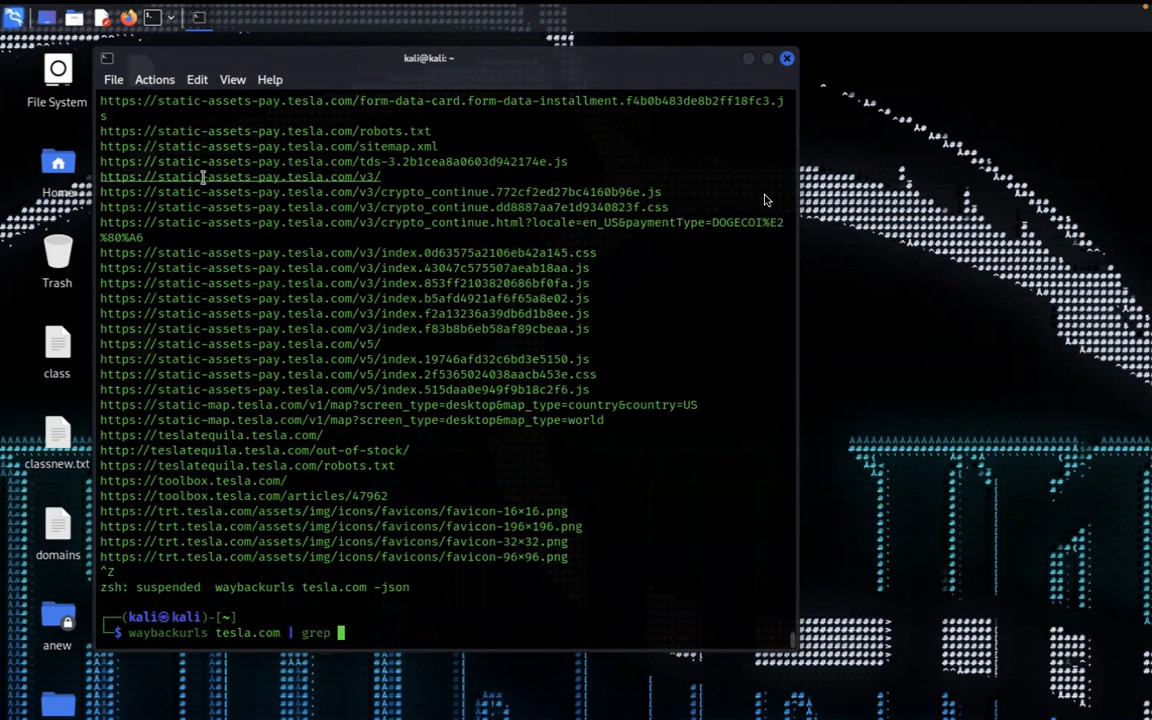 kali@kali: ~
File Actions Edit View Help
https://static-assets-pay.tesla.com/form-data-card.form-data-installment.f4b0b483de8b2ff18fc3.j
s
https://static-assets-pay.tesla.com/robots.txt
https://static-assets-pay.tesla.com/sitemap.xml
https://static-assets-pay.tesla.com/tds-3.2b1cea8a0603d942174e.js
https://static-assets-pay.tesla.com/v3/
https://static-assets-pay.tesla.com/v3/crypto_continue.772cf2ed27bc4160b96e.js
https://static-assets-pay.tesla.com/v3/crypto_continue.dd8887aa7e1d9340823f.css
https://static-assets-pay.tesla.com/v3/crypto_continue.html?locale=en_US&paymentType=DOGECOI%E2
%80%A6
https://static-assets-pay.tesla.com/v3/index.0d63575a2106eb42a145.css
https://static-assets-pay.tesla.com/v3/index.43047c575507aeab18aa.js
https://static-assets-pay.tesla.com/v3/index.853ff2103820686bf0fa.js
https://static-assets-pay.tesla.com/v3/index.b5afd4921af6f65a8e02.js
https://static-assets-pay.tesla.com/v3/index.f2a13236a39db6d1b8ee.js
https://static-assets-pay.tesla.com/v3/index.f83b8b6eb58af89cbeaa.js
https://static-assets-pay.tesla.com/v5/
https://static-assets-pay.tesla.com/v5/index.19746afd32c6bd3e5150.js
https://static-assets-pay.tesla.com/v5/index.2f5365024038aacb453e.css
https://static-assets-pay.tesla.com/v5/index.515daa0e949f9b18c2f6.js
https://static-map.tesla.com/v1/map?screen_type=desktop&map_type=country&country=US
https://static-map.tesla.com/v1/map?screen_type=desktop&map_type=world
https://teslatequila.tesla.com/
http://teslatequila.tesla.com/out-of-stock/
https://teslatequila.tesla.com/robots.txt
https://toolbox.tesla.com/
https://toolbox.tesla.com/articles/47962
https://trt.tesla.com/assets/img/icons/favicons/favicon-16×16.png
https://trt.tesla.com/assets/img/icons/favicons/favicon-196×196.png
https://trt.tesla.com/assets/img/icons/favicons/favicon-32×32.png
https://trt.tesla.com/assets/img/icons/favicons/favicon-96×96.png
^Z
zsh: suspended waybackurls tesla.com -json
┌──(kali㉿kali)-[~]
└─$ waybackurls tesla.com | grep
File System
Home
Trash
class
classnew.txt
domains
anew